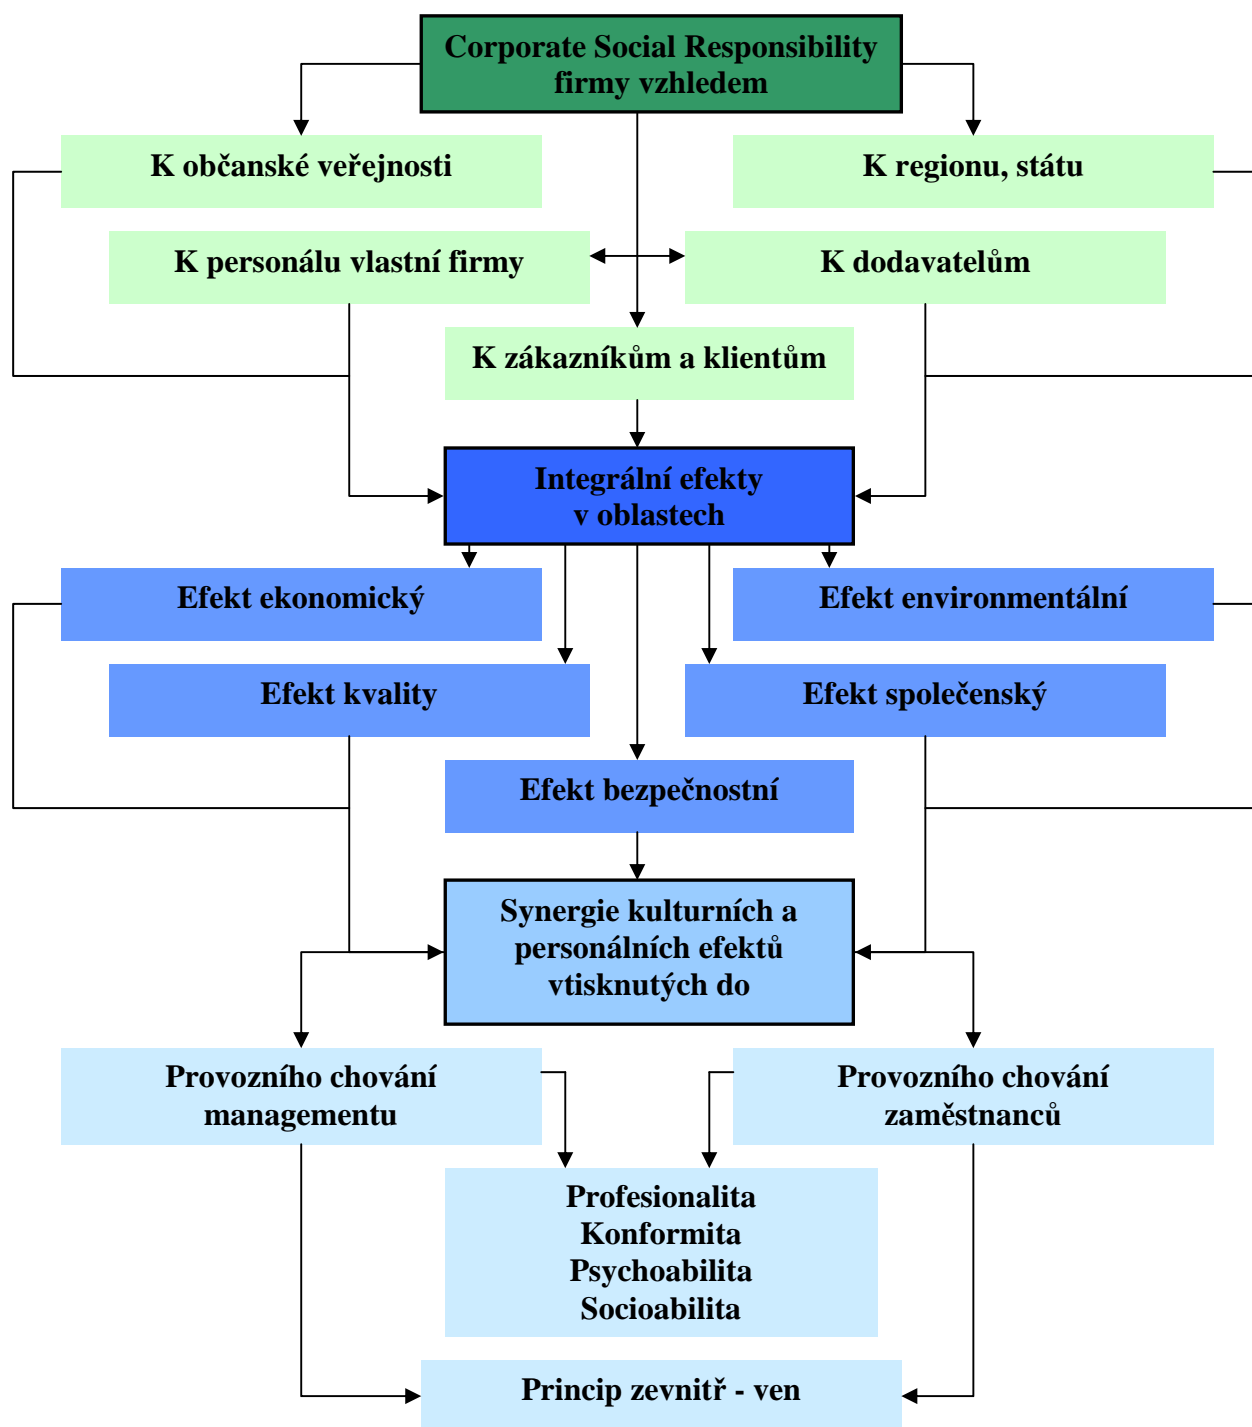 Corporate Social Responsibility
firmy vzhledem
K občanské veřejnosti
K regionu, státu
K personálu vlastní firmy
K dodavatelům
K zákazníkům a klientům
Integrální efekty
v oblastech
Efekt ekonomický
Efekt environmentální
Efekt kvality
Efekt společenský
Efekt bezpečnostní
Synergie kulturních a
personálních efektů
vtisknutých do
Provozního chování
managementu
Provozního chování
zaměstnanců
Profesionalita
Konformita
Psychoabilita
Socioabilita
Princip zevnitř - ven